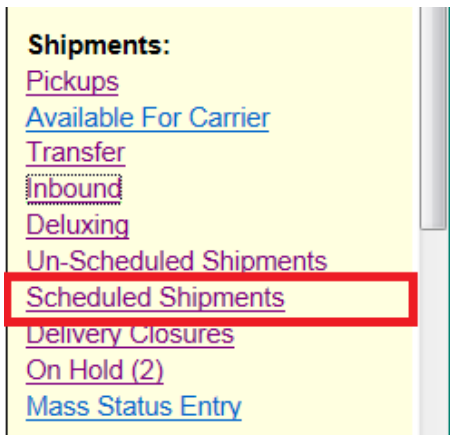 Shipments:
Pickups
Available For Carrier
Transfer
Inbound
Deluxing
Un-Scheduled Shipments
Scheduled Shipments
Delivery Closures
On Hold (2)
Mass Status Entry